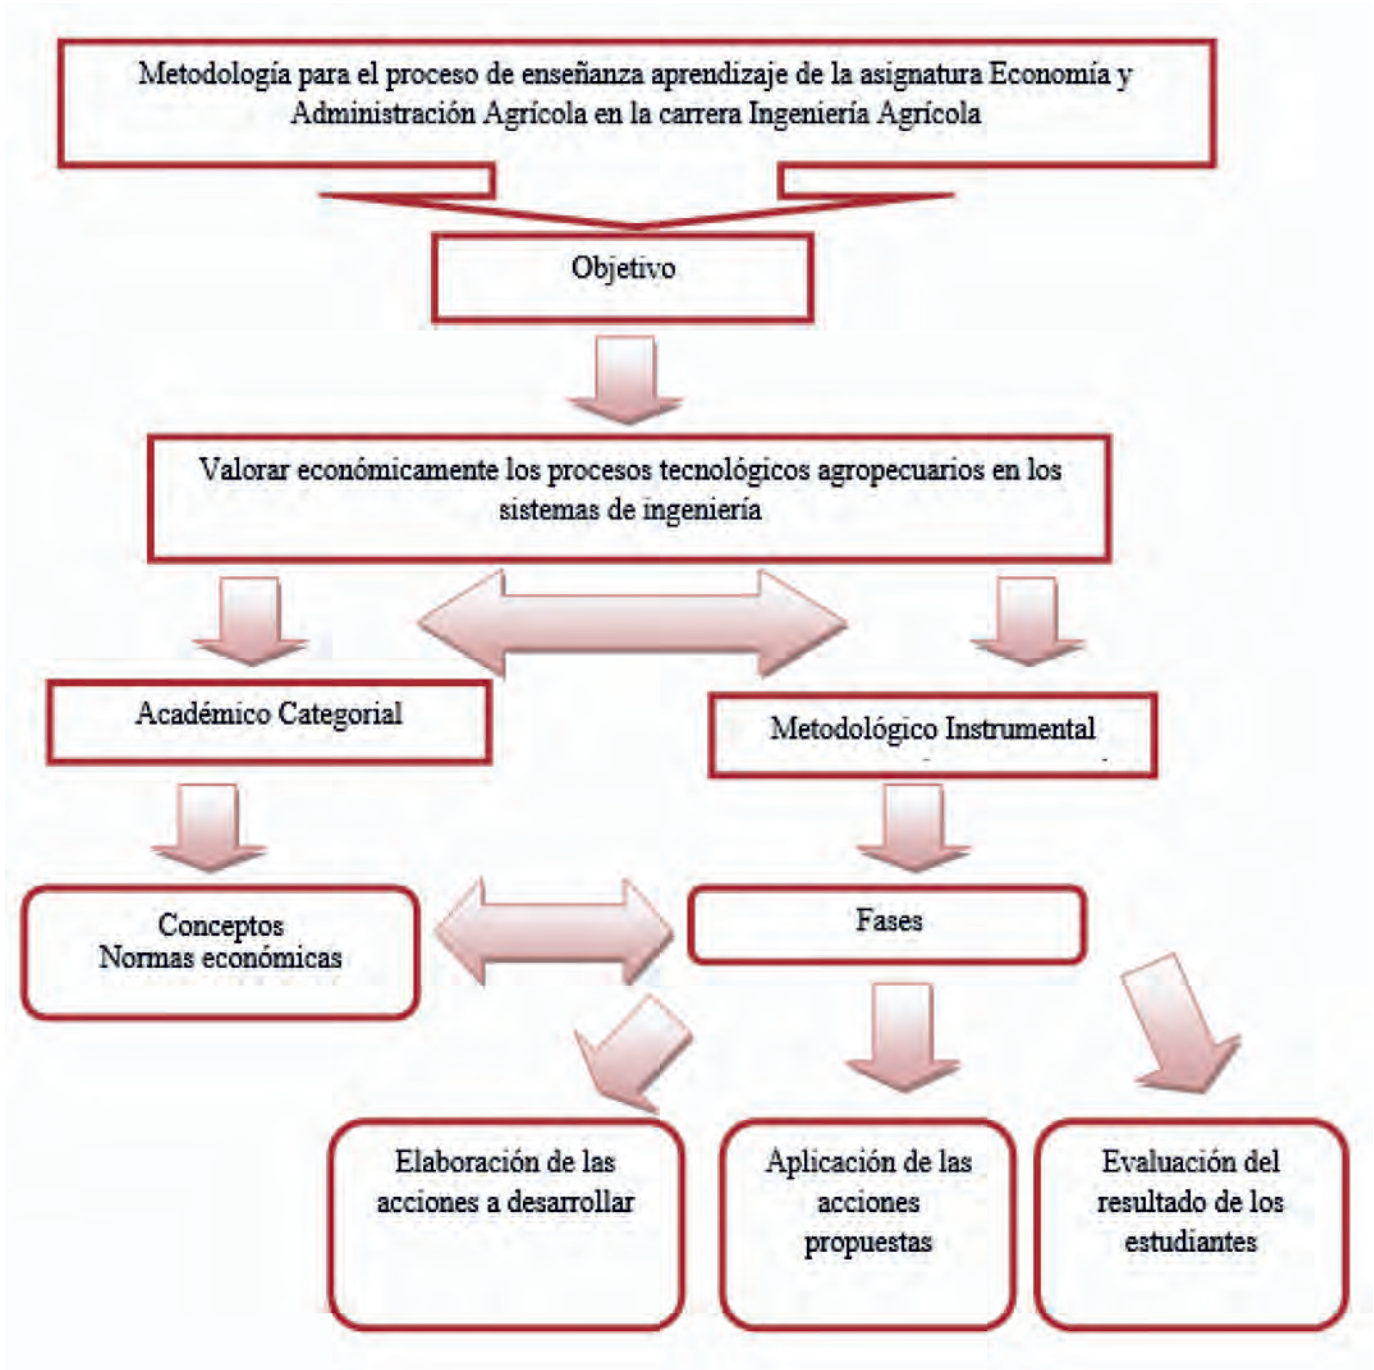 Metodología para el proceso de enseñanza aprendizaje de la asignatura Economía y
Administración Agrícola en la carrera Ingeniería Agrícola
Objetivo
Valorar económicamente los procesos tecnológicos agropecuarios en los
sistemas de ingeniería
Académico Categorial
Metodológico Instrumental
Conceptos
Normas económicas
Fases
Elaboración de las
acciones a desarrollar
Aplicación de las
acciones
propuestas
Evaluación del
resultado de los
estudiantes